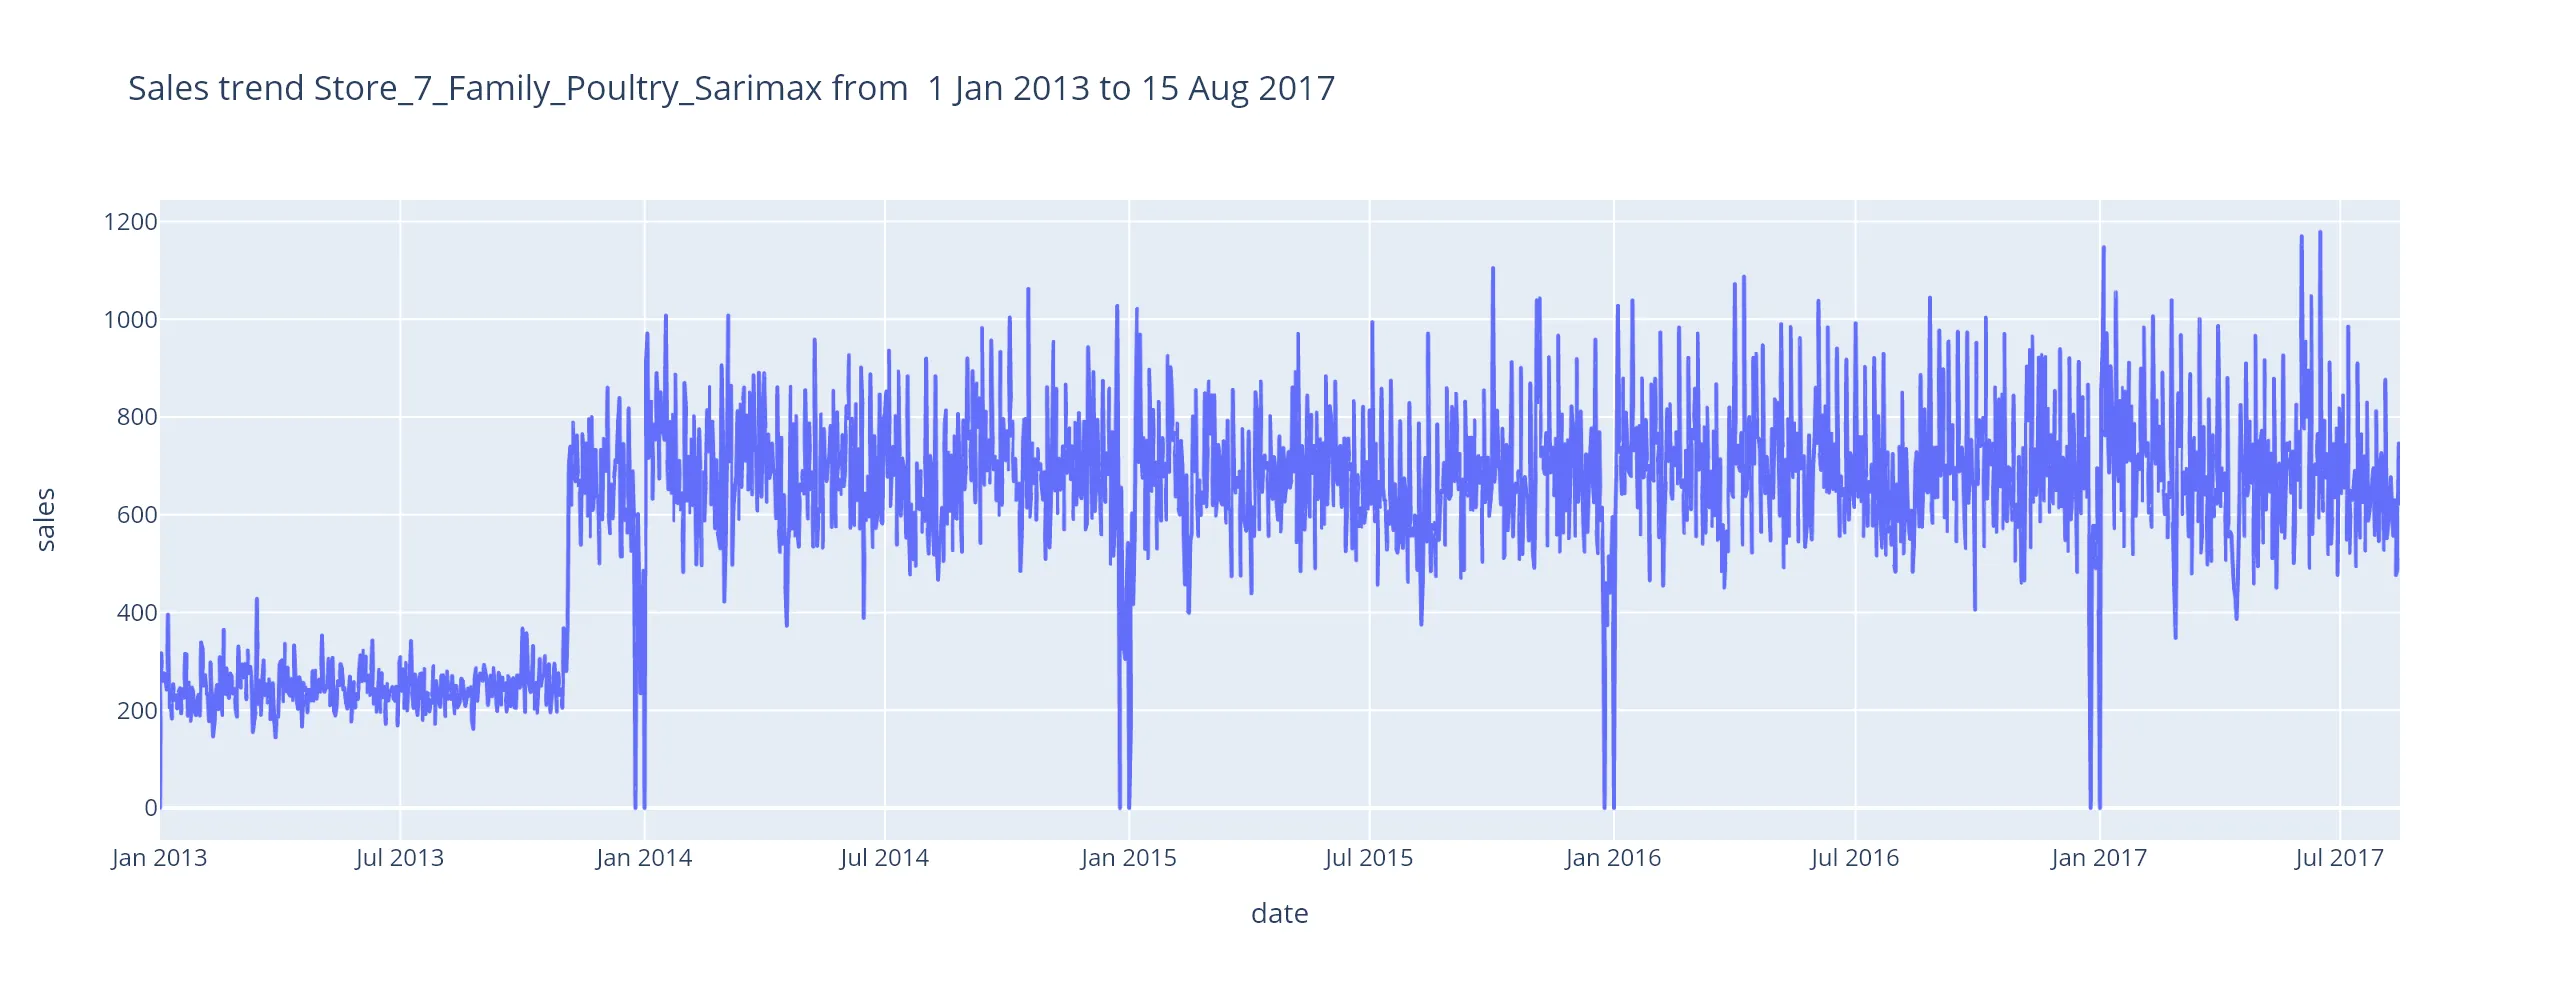 Sales trend Store_7_Family_Poultry_Sarimax from  1 Jan 2013 to 15 Aug 2017
1200
1000
800
600
400
200
0
sales
Jan 2013 Jul 2013 Jan 2014 Jul 2014 Jan 2015 Jul 2015 Jan 2016 Jul 2016 Jan 2017 Jul 2017
date